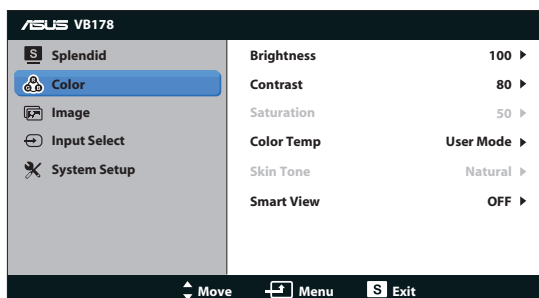 ASUS VB178
S Splendid
Color
Image
Input Select
System Setup
Brightness 100
Contrast 80
Saturation 50
Color Temp User Mode
Skin Tone Natural
Smart View OFF
Move Menu S Exit